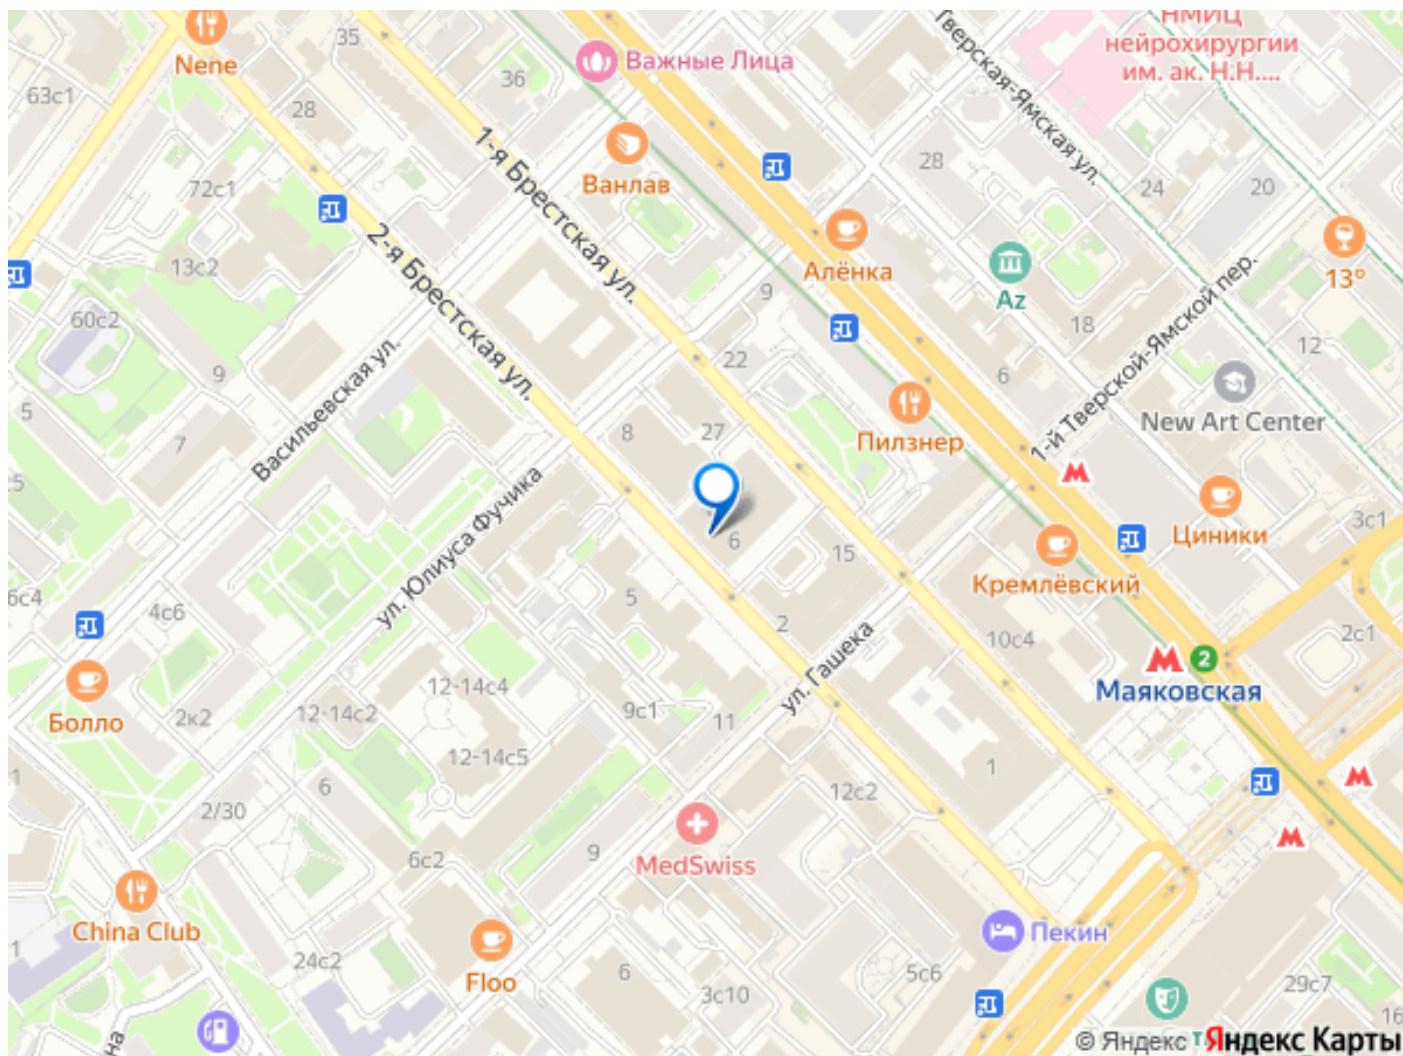 НМИЦ
нейрохирургии
им. ак. Н.Н....
Nene
35
Важные Лица
36
63с1
28
Тверская-Ямская ул.
1-я Брестская ул.
Ванлав
28
24
20
72с1
2-я Брестская ул.
Алёнка
13°
13с2
Az
9
60с2
18
12
22
6
1-й Тверской-Ямской пер.
9
Васильевская ул.
New Art Center
5
7
8
27
Пилзнер
ул. Юлиуса Фучика
Циники
3с1
6
15
Кремлёвский
6с4
4с6
5
2
10с4
2с1
2
Маяковская
ул. Гашека
12-14с4
Болло
2к2
12-14с2
9с1
11
12-14с5
1
1
6
12с2
2/30
6с2
9
MedSwiss
China Club
Пекин
1
24с2
Floo
6
5с6
3с10
29с7
16
© Яндекс Яндекс Карты